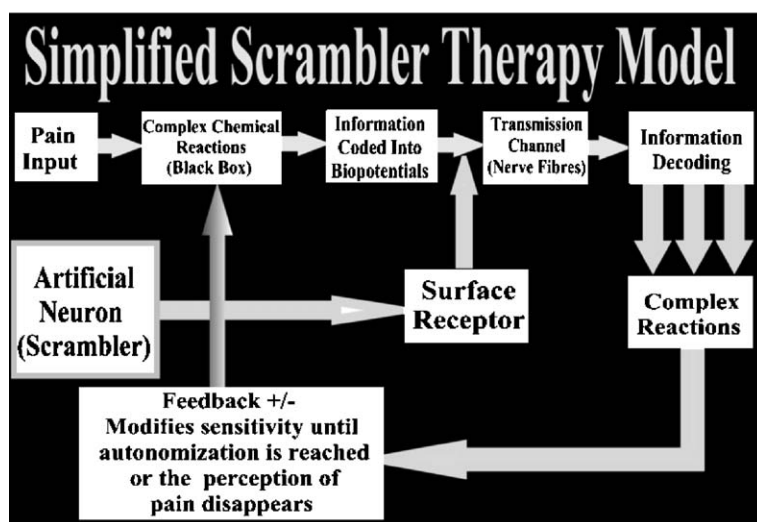 Simplified Scrambler Therapy Model
Pain
Input
Complex Chemical
Reactions
(Black Box)
Information
Coded Into
Biopotentials
Transmission
Channel
(Nerve Fibres)
Information
Decoding
Artificial
Neuron
(Scrambler)
Surface
Receptor
Complex
Reactions
Feedback +/-
Modifies sensitivity until
autonomization is reached
or the perception of
pain disappears